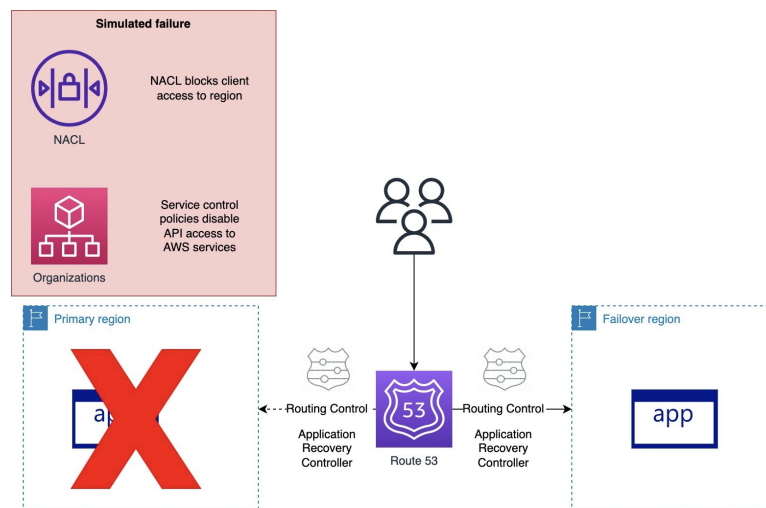 Simulated failure
NACL blocks client
access to region
NACL
Service control
policies disable
API access to
AWS services
Organizations
Primary region
Failover region
app
Routing Control
Application
Recovery
Controller
53
Route 53
Routing Control
Application
Recovery
Controller
app